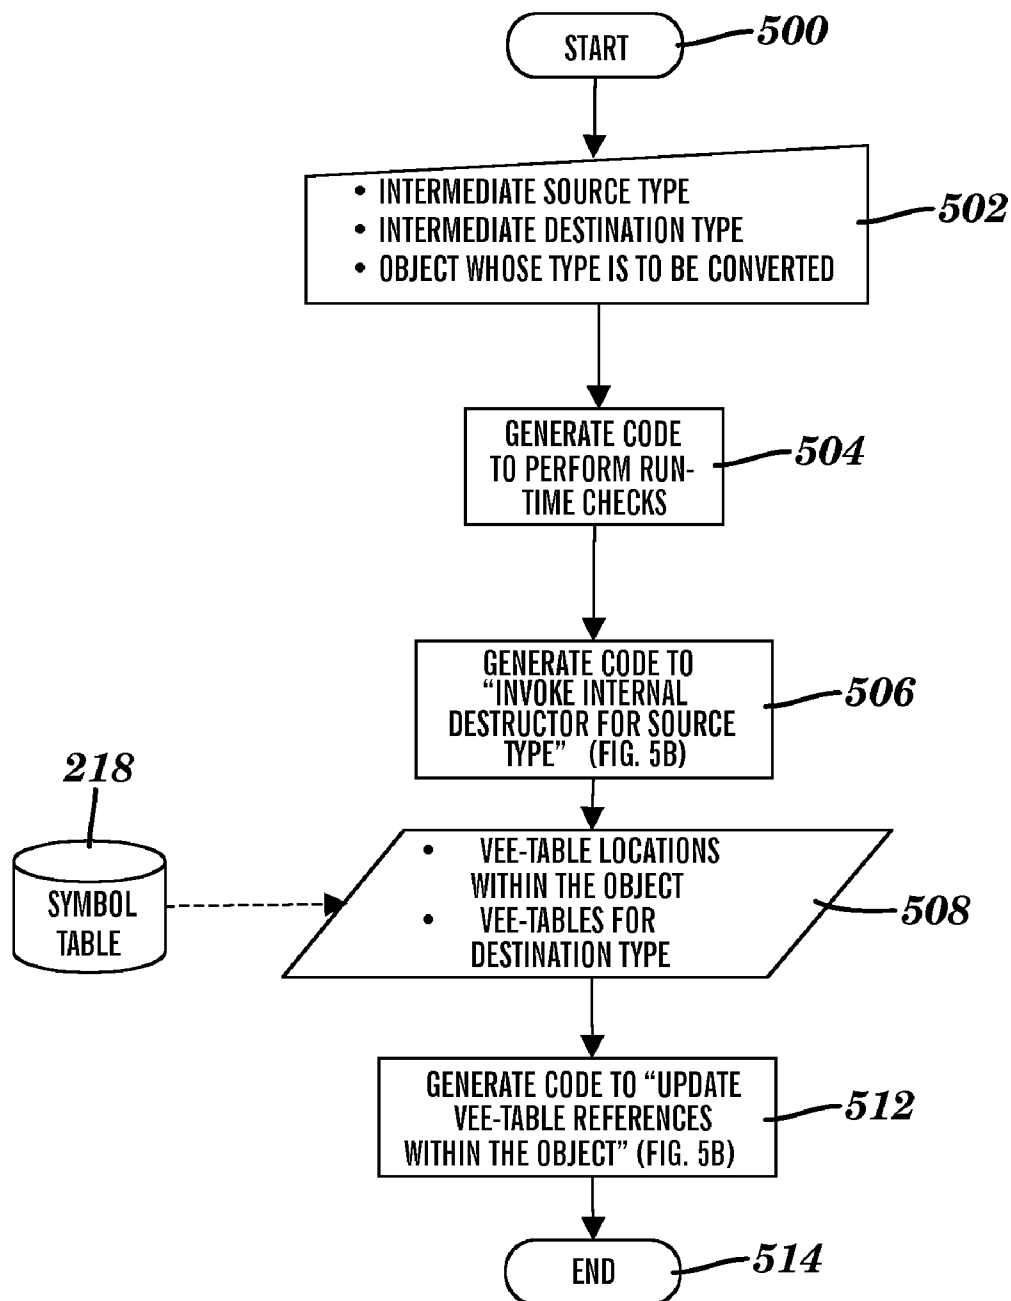 START
500
• INTERMEDIATE SOURCE TYPE
• INTERMEDIATE DESTINATION TYPE
• OBJECT WHOSE TYPE IS TO BE CONVERTED
502
GENERATE CODE
TO PERFORM RUN-
TIME CHECKS
504
GENERATE CODE TO
“INVOKE INTERNAL
DESTRUCTOR FOR SOURCE
TYPE” (FIG. 5B)
506
218
SYMBOL
TABLE
• VEE-TABLE LOCATIONS
WITHIN THE OBJECT
• VEE-TABLES FOR
DESTINATION TYPE
508
GENERATE CODE TO “UPDATE
VEE-TABLE REFERENCES
WITHIN THE OBJECT” (FIG. 5B)
512
END
514